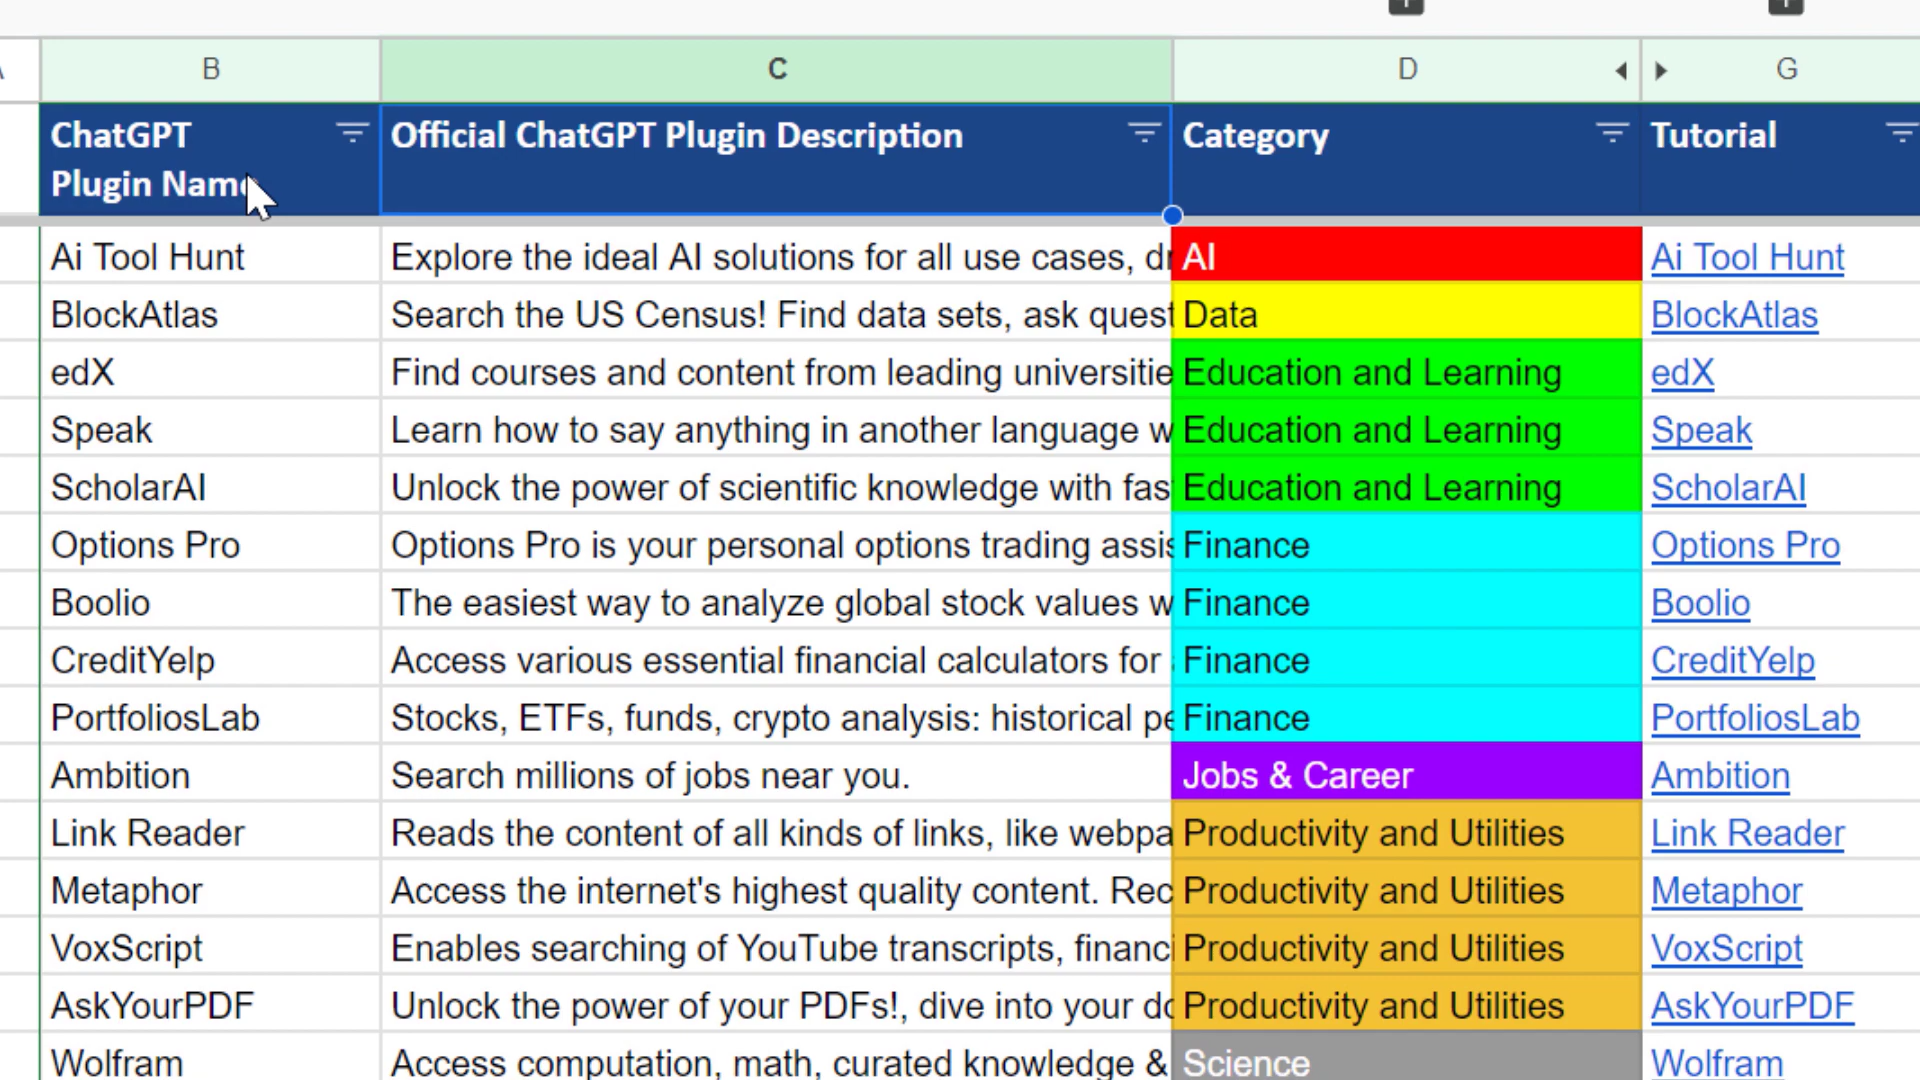 B C D G
ChatGPT Plugin Name Official ChatGPT Plugin Description Category Tutorial
Ai Tool Hunt Explore the ideal AI solutions for all use cases, AI Ai Tool Hunt
BlockAtlas Search the US Census! Find data sets, ask quest Data BlockAtlas
edX Find courses and content from leading universitie Education and Learning edX
Speak Learn how to say anything in another language w Education and Learning Speak
ScholarAI Unlock the power of scientific knowledge with fas Education and Learning ScholarAI
Options Pro Options Pro is your personal options trading assis Finance Options Pro
Boolio The easiest way to analyze global stock values w Finance Boolio
CreditYelp Access various essential financial calculators for Finance CreditYelp
PortfoliosLab Stocks, ETFs, funds, crypto analysis: historical pe Finance PortfoliosLab
Ambition Search millions of jobs near you. Jobs & Career Ambition
Link Reader Reads the content of all kinds of links, like webpa Productivity and Utilities Link Reader
Metaphor Access the internet's highest quality content. Rec Productivity and Utilities Metaphor
VoxScript Enables searching of YouTube transcripts, financi Productivity and Utilities VoxScript
AskYourPDF Unlock the power of your PDFs!, dive into your do Productivity and Utilities AskYourPDF
Wolfram Access computation, math, curated knowledge & Science Wolfram